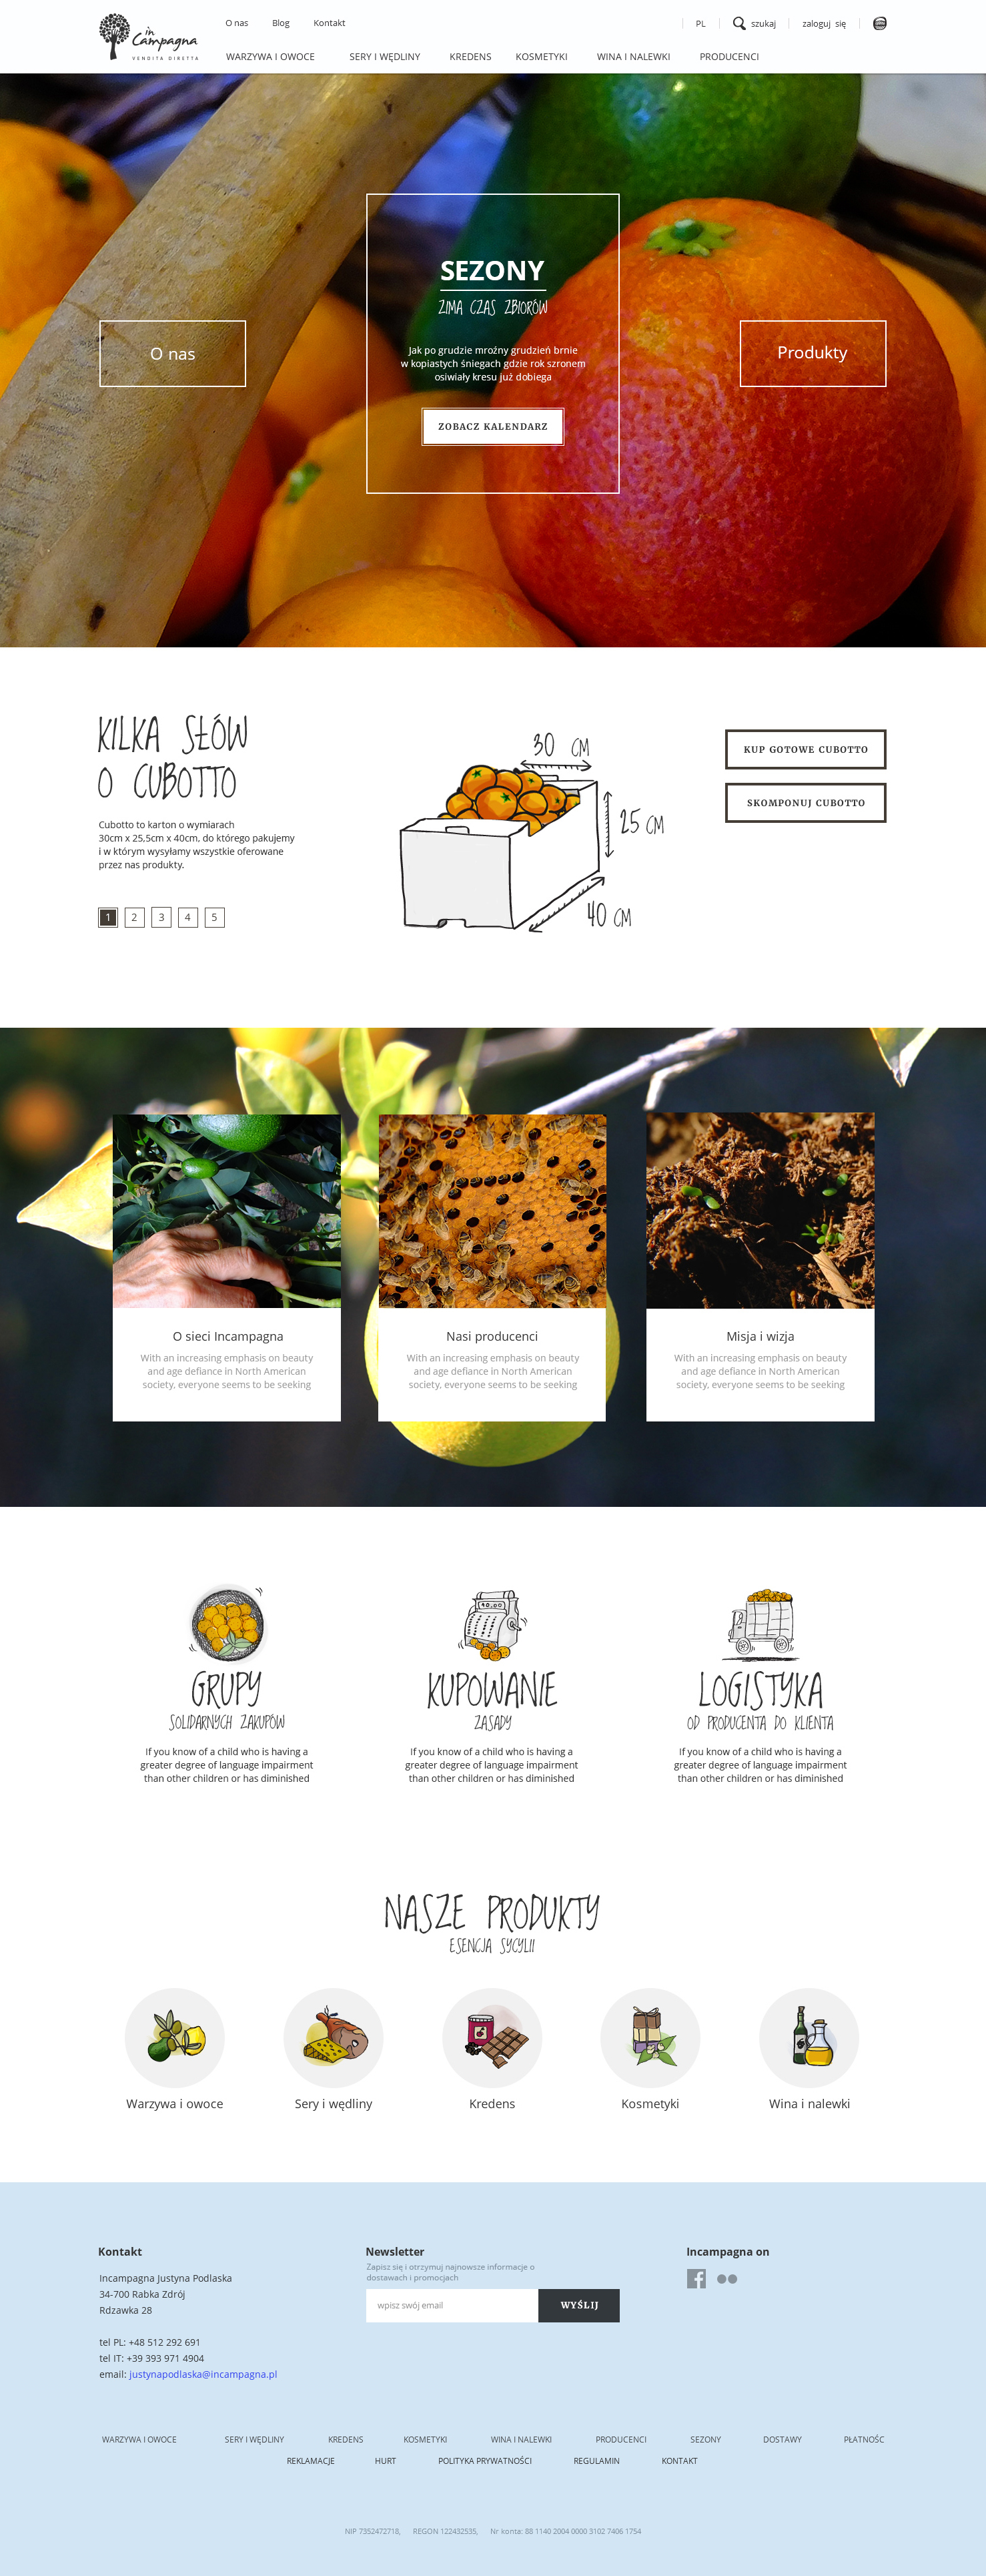 in Campagna
VENDITA DIRETTA
O nas
Blog
Kontakt
PL
szukaj
zaloguj się
WARZYWA I OWOCE
SERY I WĘDLINY
KREDENS
KOSMETYKI
WINA I NALEWKI
PRODUCENCI
SEZONY
ZIMA CZAS ZBIORÓW
Jak po grudzie mroźny grudzień brnie
w kopiastych śniegach gdzie rok szronem
osiwiały kresu już dobiega
ZOBACZ KALENDARZ
O nas
Produkty
KILKA SŁÓW
O CUBOTTO
Cubotto to karton o wymiarach
30cm x 25,5cm x 40cm, do którego pakujemy
i w którym wysyłamy wszystkie oferowane
przez nas produkty.
1 2 3 4 5
30 CM
25 CM
40 CM
KUP GOTOWE CUBOTTO
SKOMPONUJ CUBOTTO
O sieci Incampagna
With an increasing emphasis on beauty
and age defiance in North American
society, everyone seems to be seeking
Nasi producenci
With an increasing emphasis on beauty
and age defiance in North American
society, everyone seems to be seeking
Misja i wizja
With an increasing emphasis on beauty
and age defiance in North American
society, everyone seems to be seeking
GRUPY
SOLIDARNYCH ZAKUPÓW
If you know of a child who is having a
greater degree of language impairment
than other children or has diminished
KUPOWANIE
ZASADY
If you know of a child who is having a
greater degree of language impairment
than other children or has diminished
LOGISTYKA
OD PRODUCENTA DO KLIENTA
If you know of a child who is having a
greater degree of language impairment
than other children or has diminished
NASZE PRODUKTY
ESENCJA SYCYLII
Warzywa i owoce
Sery i wędliny
Kredens
Kosmetyki
Wina i nalewki
Kontakt
Incampagna Justyna Podlaska
34-700 Rabka Zdrój
Rdzawka 28
tel PL: +48 512 292 691
tel IT: +39 393 971 4904
email: justynapodlaska@incampagna.pl
Newsletter
Zapisz się i otrzymuj najnowsze informacje o
dostawach i promocjach
wpisz swój email
WYŚLIJ
Incampagna on
WARZYWA I OWOCE
SERY I WĘDLINY
KREDENS
KOSMETYKI
WINA I NALEWKI
PRODUCENCI
SEZONY
DOSTAWY
PŁATNOŚC
REKLAMACJE
HURT
POLITYKA PRYWATNOŚCI
REGULAMIN
KONTAKT
NIP 7352472718, REGON 122432535, Nr konta: 88 1140 2004 0000 3102 7406 1754